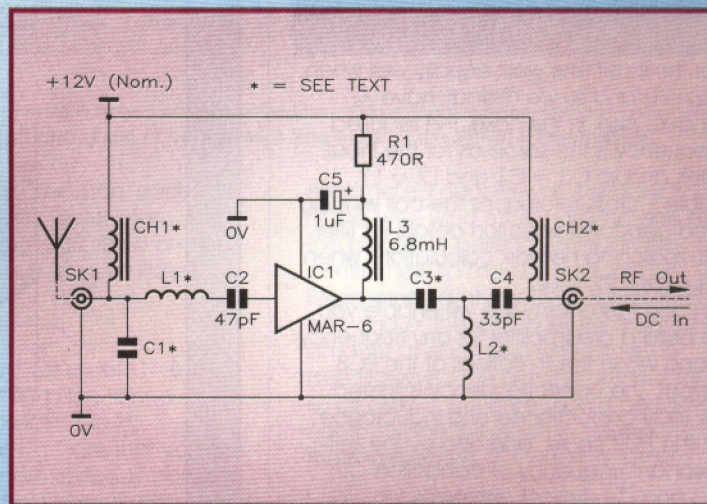 +12V (Nom.)
* = SEE TEXT
R1
470R
C5
+
1uF
0V
L3
6.8mH
CH1*
CH2*
SK1
L1*
C2
47pF
IC1
MAR-6
C3*
C4
33pF
SK2
RF Out
DC In
C1*
L2*
0V